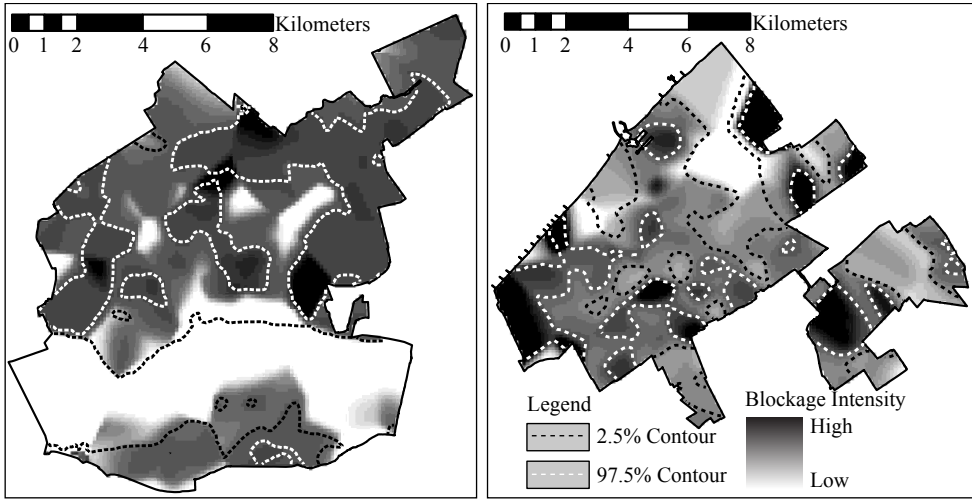 Kilometers
0 1 2 4 6 8
Kilometers
0 1 2 4 6 8
Legend
2.5% Contour
97.5% Contour
Blockage Intensity
High
Low